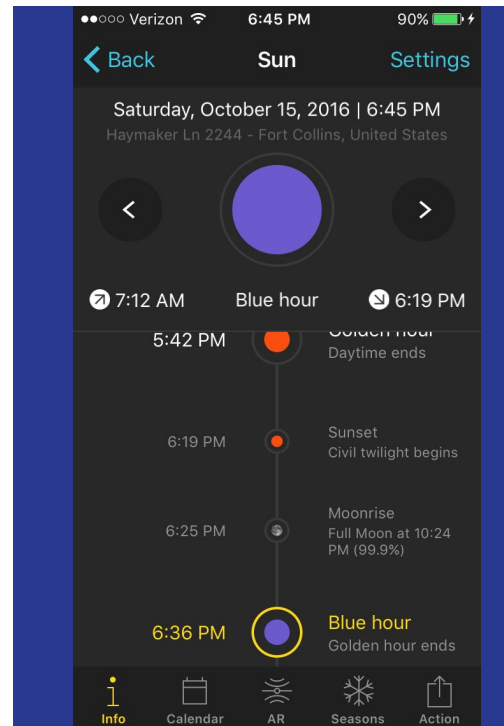 Verizon 6:45 PM 90%
Back Sun Settings
Saturday, October 15, 2016 | 6:45 PM
Haymaker Ln 2244 - Fort Collins, United States
7:12 AM Blue hour 6:19 PM
5:42 PM Golden hour
Daytime ends
6:19 PM Sunset
Civil twilight begins
6:25 PM Moonrise
Full Moon at 10:24
PM (99.9%)
6:36 PM Blue hour
Golden hour ends
Info Calendar AR Seasons Action